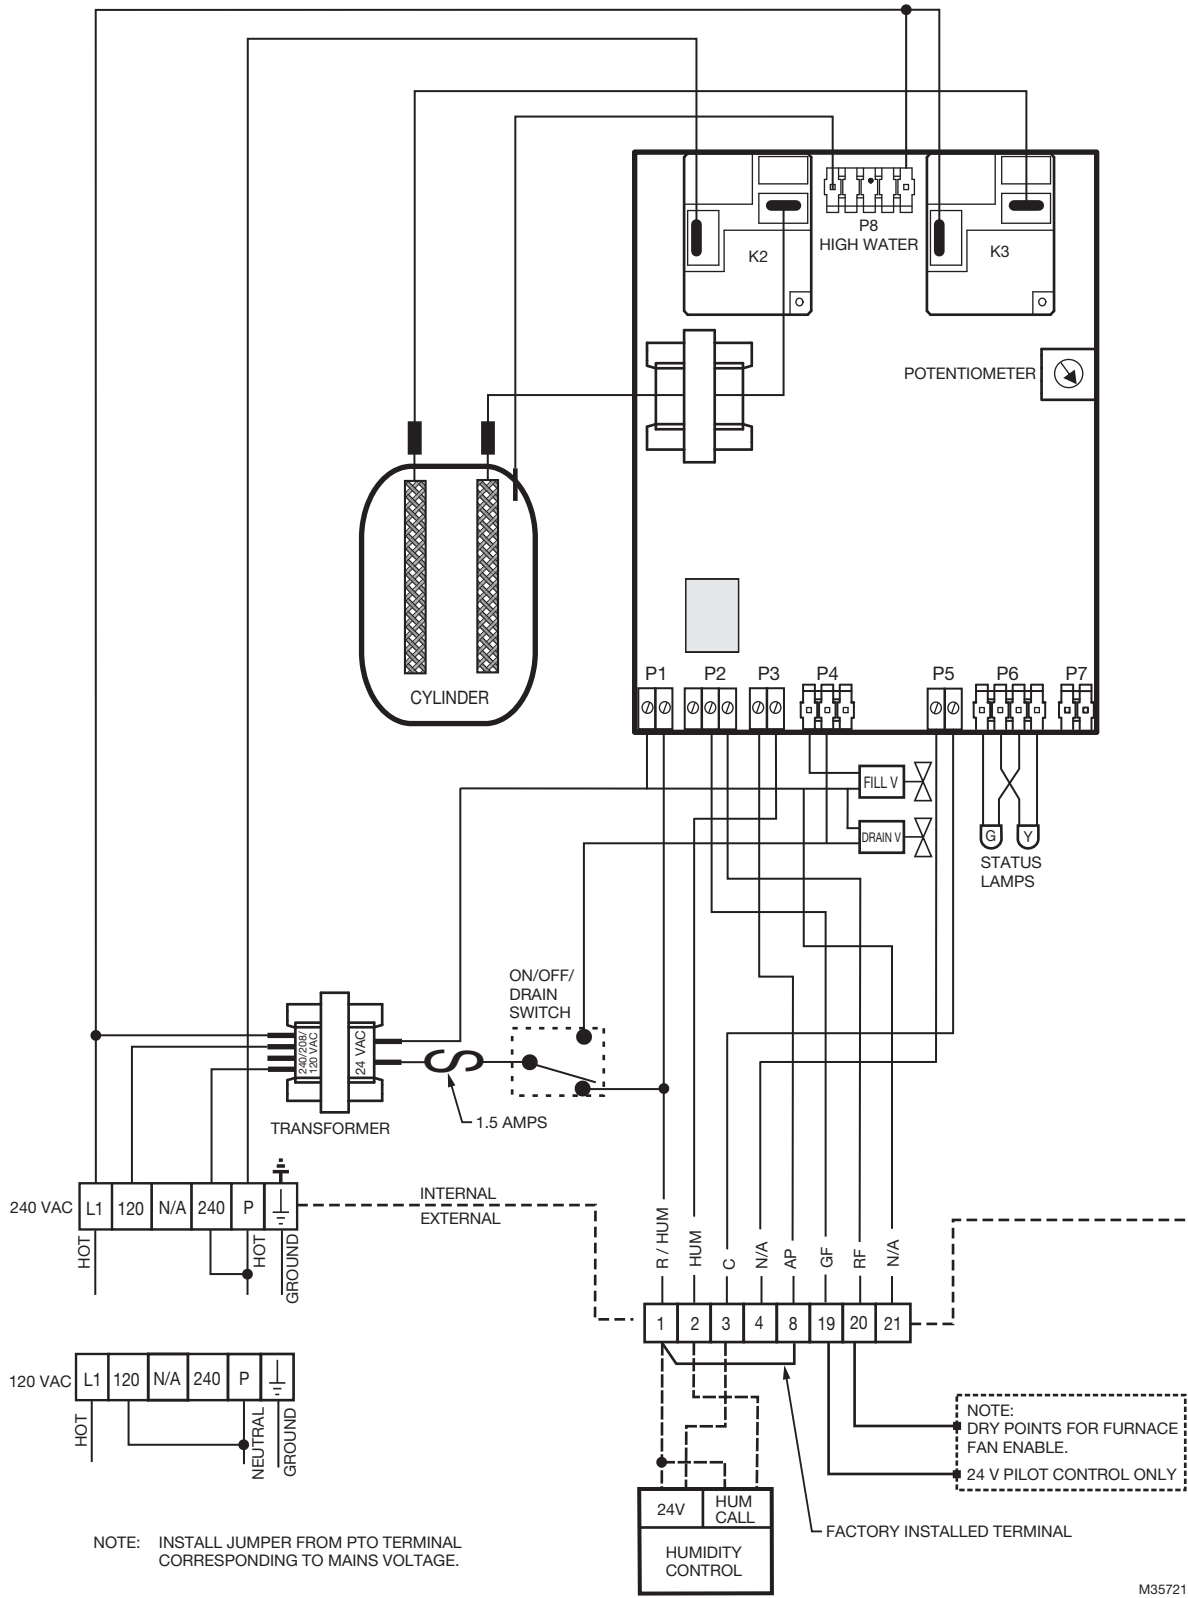 P8
HIGH WATER
K2
K3
POTENTIOMETER
CYLINDER
P1
P2
P3
P4
P5
P6
P7
FILL V
DRAIN V
G
Y
STATUS
LAMPS
ON/OFF/
DRAIN
SWITCH
240/208/
120 VAC
24 VAC
1.5 AMPS
TRANSFORMER
240 VAC
L1
120
N/A
240
P
HOT
HOT
GROUND
INTERNAL
EXTERNAL
R / HUM
HUM
C
N/A
AP
GF
RF
N/A
1
2
3
4
8
19
20
21
120 VAC
L1
120
N/A
240
P
HOT
NEUTRAL
GROUND
NOTE:
DRY POINTS FOR FURNACE
FAN ENABLE.
24 V PILOT CONTROL ONLY
24V
HUM
CALL
HUMIDITY
CONTROL
FACTORY INSTALLED TERMINAL
NOTE: INSTALL JUMPER FROM PTO TERMINAL
CORRESPONDING TO MAINS VOLTAGE.
M35721